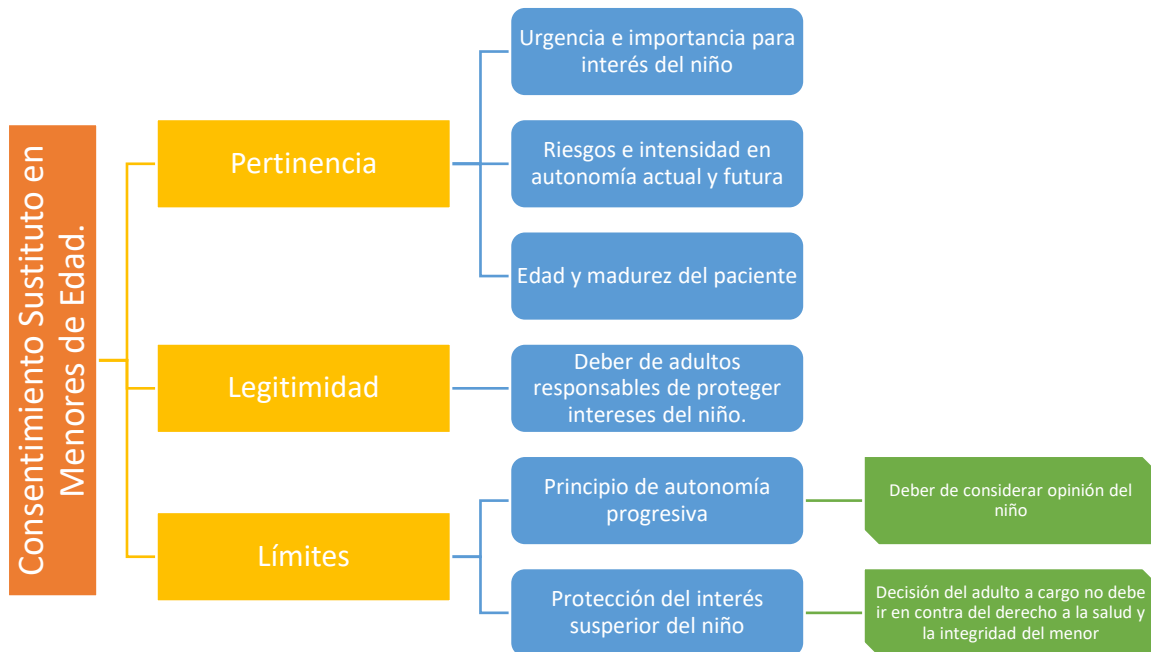 Consentimiento Sustituto en
Menores de Edad.
Pertinencia
Urgencia e importancia para
interés del niño
Riesgos e intensidad en
autonomía actual y futura
Edad y madurez del paciente
Legitimidad
Deber de adultos
responsables de proteger
intereses del niño.
Límites
Principio de autonomía
progresiva
Deber de considerar opinión del
niño
Protección del interés
susperior del niño
Decisión del adulto a cargo no debe
ir en contra del derecho a la salud y
la integridad del menor